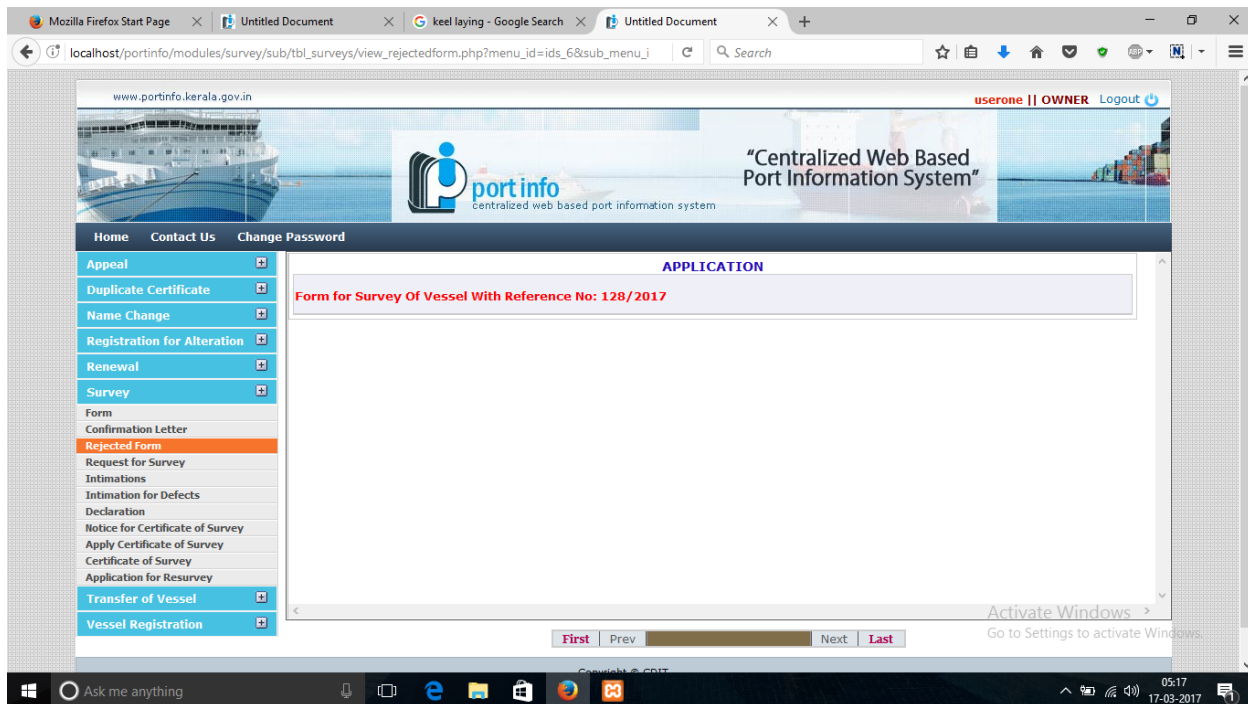 Mozilla Firefox Start Page
Untitled Document
keel laying - Google Search
Untitled Document
localhost/portinfo/modules/survey/sub/tbl_surveys/view_rejectedform.php?menu_id=ids_6&sub_menu_i
Search
ABP
N
www.portinfo.kerala.gov.in
userone || OWNER Logout
port info
centralized web based port information system
"Centralized Web Based
Port Information System"
Home Contact Us Change Password
Appeal
Duplicate Certificate
Name Change
Registration for Alteration
Renewal
Survey
Form
Confirmation Letter
Rejected Form
Request for Survey
Intimations
Intimation for Defects
Declaration
Notice for Certificate of Survey
Apply Certificate of Survey
Certificate of Survey
Application for Resurvey
Transfer of Vessel
Vessel Registration
APPLICATION
Form for Survey Of Vessel With Reference No: 128/2017
Activate Windows
Go to Settings to activate Windows.
First Prev Next Last
Copyright © CDIT
Ask me anything
05:17
17-03-2017